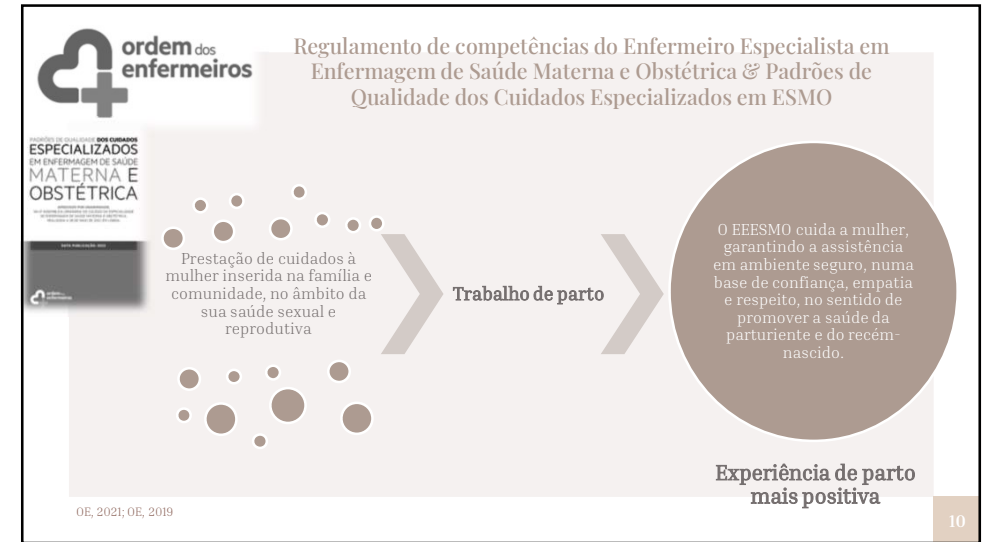 ordem dos
enfermeiros
Regulamento de competências do Enfermeiro Especialista em
Enfermagem de Saúde Materna e Obstétrica & Padrões de
Qualidade dos Cuidados Especializados em ESMO
PADRÕES DE QUALIDADE DOS CUIDADOS
ESPECIALIZADOS
EM ENFERMAGEM DE SAÚDE
MATERNA E
OBSTÉTRICA
Prestação de cuidados à
mulher inserida na família e
comunidade, no âmbito da
sua saúde sexual e
reprodutiva
Trabalho de parto
O EEESMO cuida a mulher,
garantindo a assistência
em ambiente seguro, numa
base de confiança, empatia
e respeito, no sentido de
promover a saúde da
parturiente e do recém-
nascido.
Experiência de parto
mais positiva
OE, 2021; OE, 2019
10